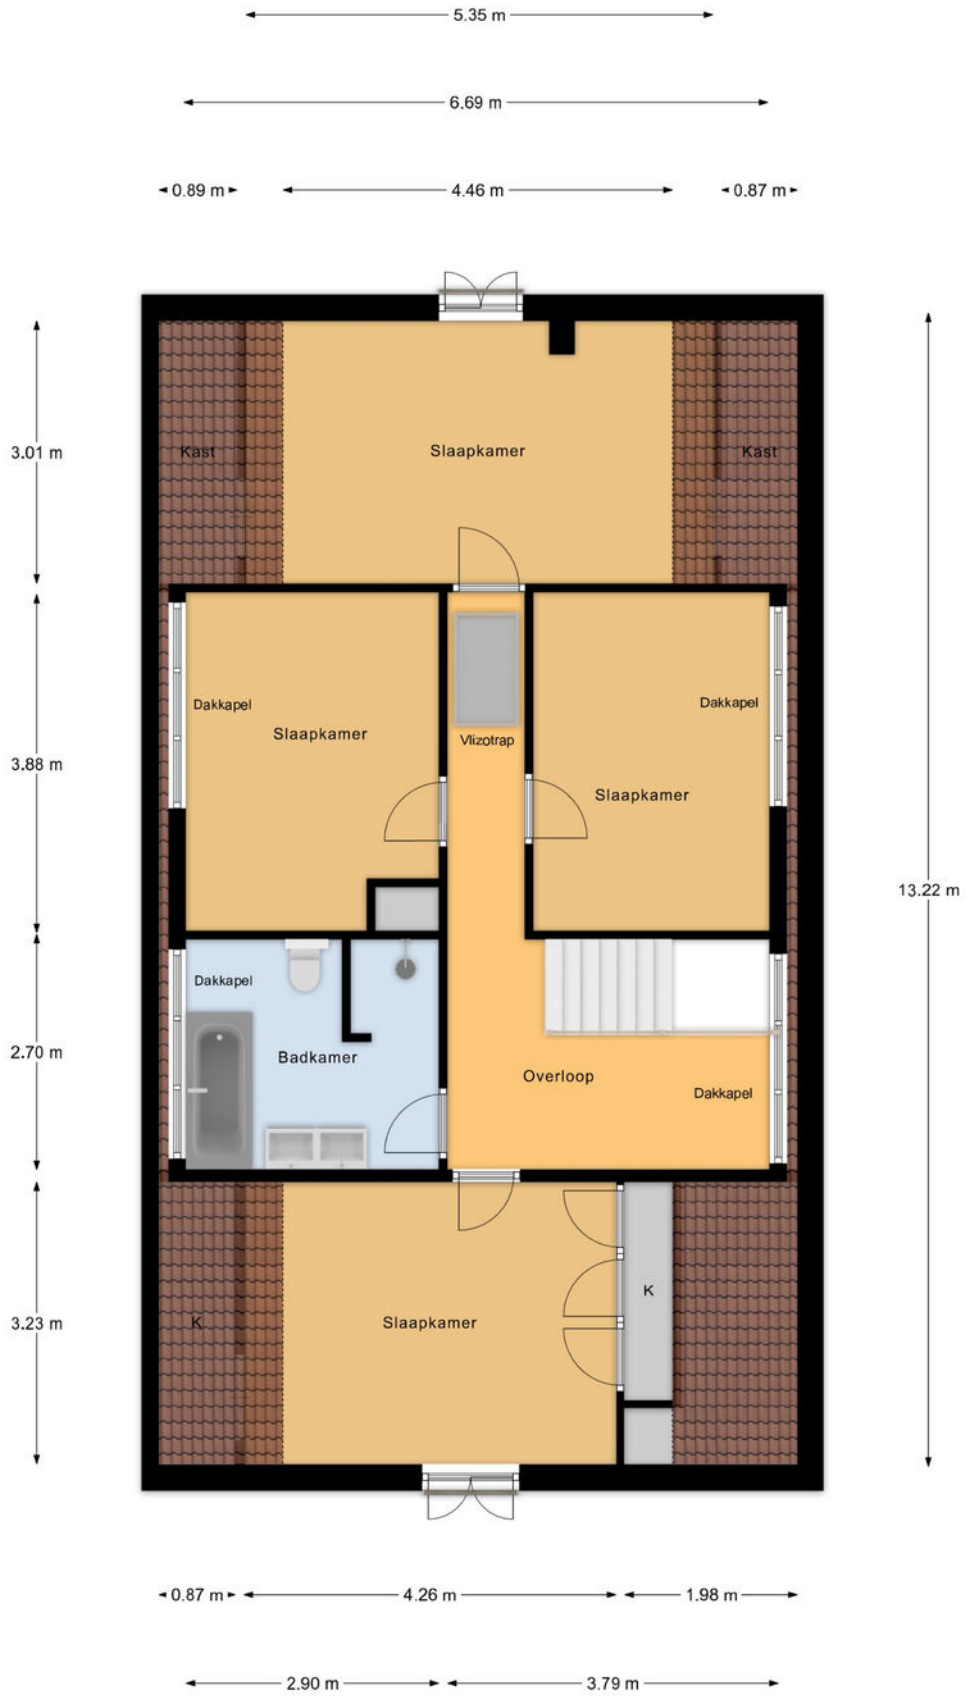 5.35 m
6.69 m
0.89 m
4.46 m
0.87 m
3.01 m
Kast
Slaapkamer
Kast
Dakkapel
Slaapkamer
Dakkapel
Vlizotrap
3.88 m
Slaapkamer
13.22 m
Dakkapel
2.70 m
Badkamer
Overloop
Dakkapel
K
3.23 m
K
Slaapkamer
0.87 m
4.26 m
1.98 m
2.90 m
3.79 m